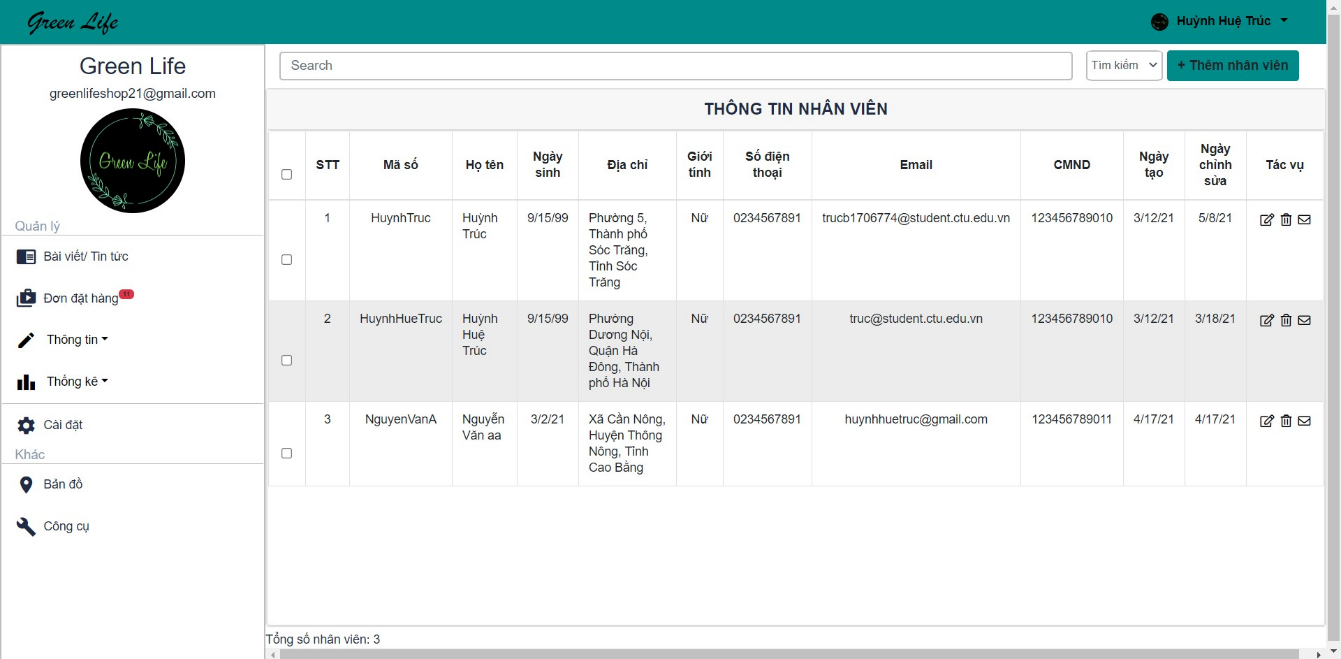 Green Life
Huỳnh Huệ Trúc
Green Life
greenlifeshop21@gmail.com
Green Life
Quản lý
Bài viết/ Tin tức
Đơn đặt hàng
Thông tin
Thống kê
Cài đặt
Khác
Bản đồ
Công cụ
Search
Tìm kiếm
+ Thêm nhân viên
THÔNG TIN NHÂN VIÊN
STT Mã số Họ tên Ngày sinh Địa chỉ Giới tính Số điện thoại Email CMND Ngày tạo Ngày chỉnh sửa Tác vụ
1 HuynhTruc Huỳnh Trúc 9/15/99 Phường 5, Thành phố Sóc Trăng, Tỉnh Sóc Trăng Nữ 0234567891 trucb1706774@student.ctu.edu.vn 123456789010 3/12/21 5/8/21
2 HuynhHueTruc Huỳnh Huệ Trúc 9/15/99 Phường Dương Nội, Quận Hà Đông, Thành phố Hà Nội Nữ 0234567891 truc@student.ctu.edu.vn 123456789010 3/12/21 3/18/21
3 NguyenVanA Nguyễn Văn aa 3/2/21 Xã Cần Nông, Huyện Thông Nông, Tỉnh Cao Bằng Nữ 0234567891 huynhhuetruc@gmail.com 123456789011 4/17/21 4/17/21
Tổng số nhân viên: 3